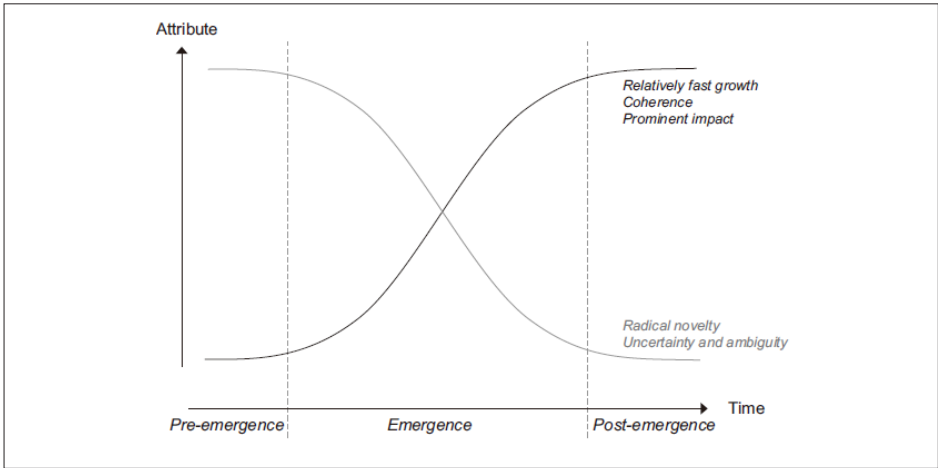 Attribute
Relatively fast growth
Coherence
Prominent impact
Radical novelty
Uncertainty and ambiguity
Time
Pre-emergence
Emergence
Post-emergence